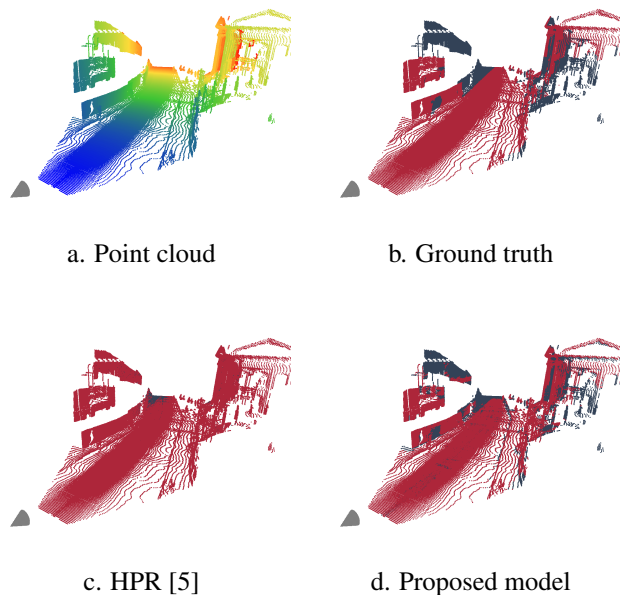 a. Point cloud
b. Ground truth
c. HPR [5]
d. Proposed model